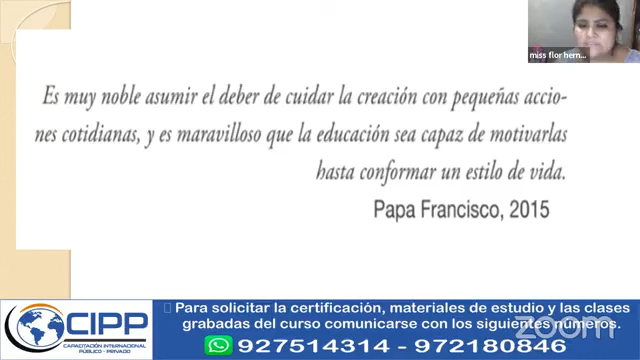 miss flor hern...
Es muy noble asumir el deber de cuidar la creación con pequeñas accio-
nes cotidianas, y es maravilloso que la educación sea capaz de motivarlas
hasta conformar un estilo de vida.
Papa Francisco, 2015
zoom
CIPP
CAPACITACIÓN INTERNACIONAL
PÚBLICO - PRIVADO
Para solicitar la certificación, materiales de estudio y las clases
grabadas del curso comunicarse con los siguientes números.
927514314 - 972180846